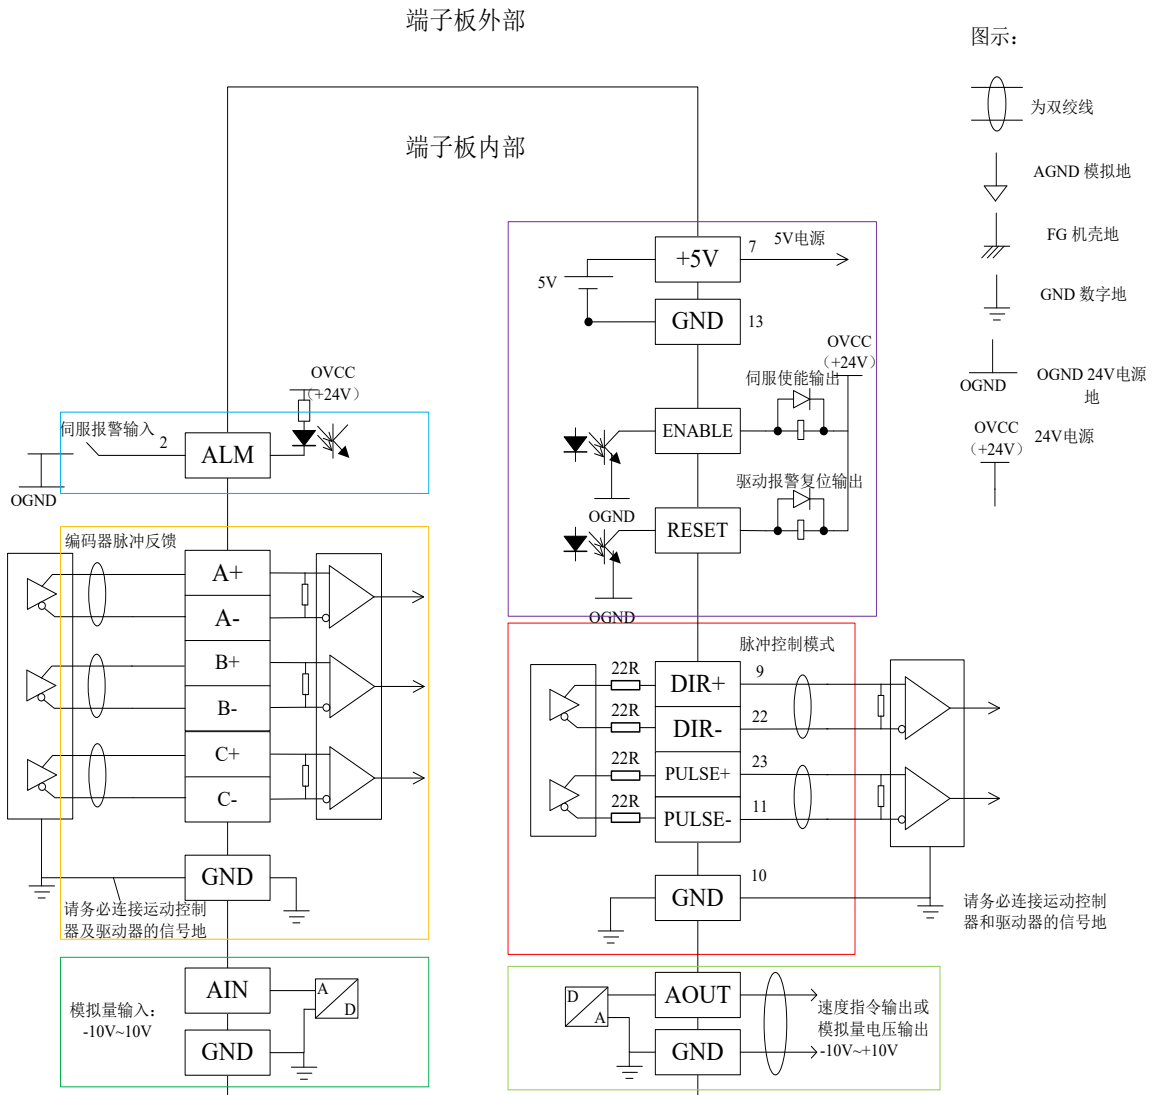 端子板外部
端子板内部
OVCC
（+24V）
伺服报警输入
2
ALM
OGND
编码器脉冲反馈
A+
A-
B+
B-
C+
C-
GND
请务必连接运动控制
器及驱动器的信号地
AIN
A
D
模拟量输入：
-10V~10V
GND
+5V
7
5V电源
5V
GND
13
OVCC
（+24V）
伺服使能输出
ENABLE
OGND
驱动报警复位输出
RESET
OGND
脉冲控制模式
22R
DIR+
9
22R
DIR-
22
22R
PULSE+
23
22R
PULSE-
11
GND
10
请务必连接运动控制
器和驱动器的信号地
D
A
AOUT
GND
速度指令输出或
模拟量电压输出
-10V~+10V
图示：
为双绞线
AGND 模拟地
FG 机壳地
GND 数字地
OGND
OGND 24V电源
地
OVCC
（+24V）
24V电源